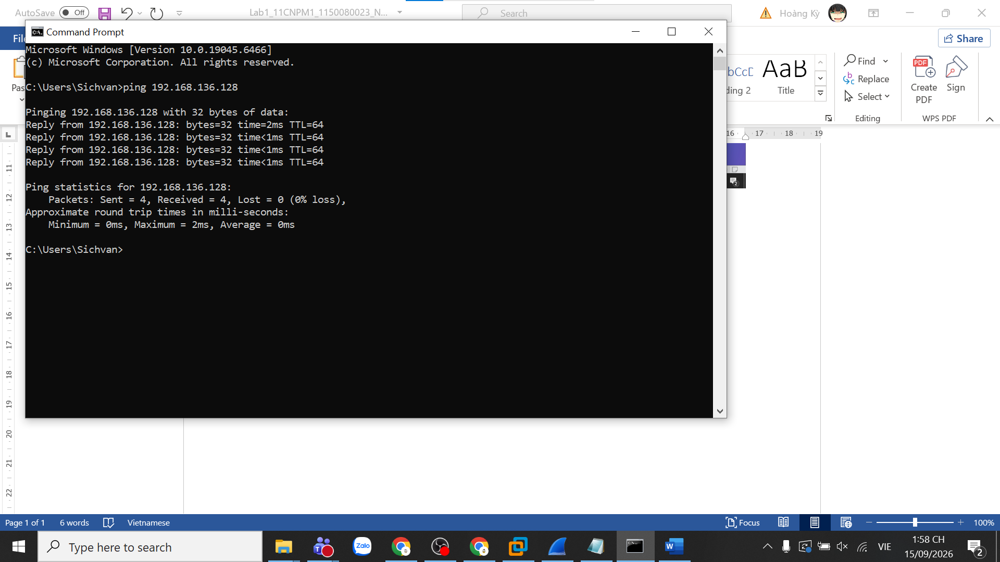 AutoSave Off
Lab1_11CNPM1_1150080023_N...
Search
Hoàng Kỳ
Share
Command Prompt
Microsoft Windows [Version 10.0.19045.6466]
(c) Microsoft Corporation. All rights reserved.
C:\Users\Sichvan>ping 192.168.136.128
Pinging 192.168.136.128 with 32 bytes of data:
Reply from 192.168.136.128: bytes=32 time=2ms TTL=64
Reply from 192.168.136.128: bytes=32 time<1ms TTL=64
Reply from 192.168.136.128: bytes=32 time<1ms TTL=64
Reply from 192.168.136.128: bytes=32 time<1ms TTL=64
Ping statistics for 192.168.136.128:
Packets: Sent = 4, Received = 4, Lost = 0 (0% loss),
Approximate round trip times in milli-seconds:
Minimum = 0ms, Maximum = 2ms, Average = 0ms
C:\Users\Sichvan>
Fil
Pas
bCcD
AaB
ding 2
Title
Find
Replace
Select
Editing
PDF
Create
PDF
Sign
WPS PDF
16 17 18 19
11
12
13
14
15
16
17
18
19
20
21
22
2
Page 1 of 1
6 words
Vietnamese
Focus
100%
Type here to search
Zalo
VIE
1:58 CH
15/09/2026
2